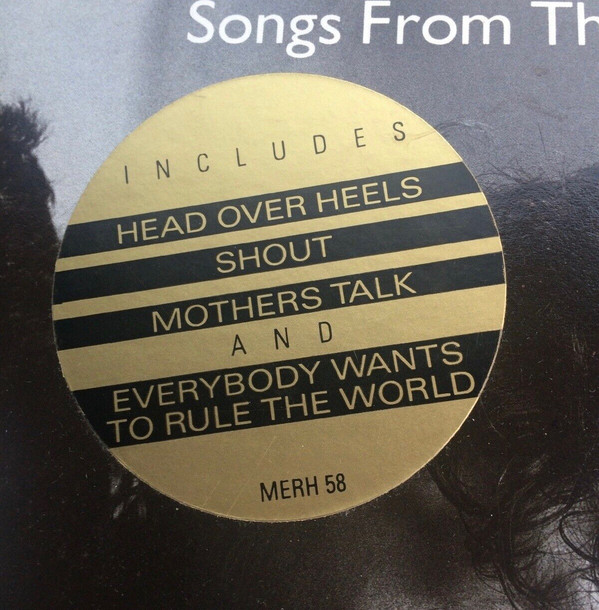 Songs From Th
INCLUDES
HEAD OVER HEELS
SHOUT
MOTHERS TALK
AND
EVERYBODY WANTS
TO RULE THE WORLD
MERH 58